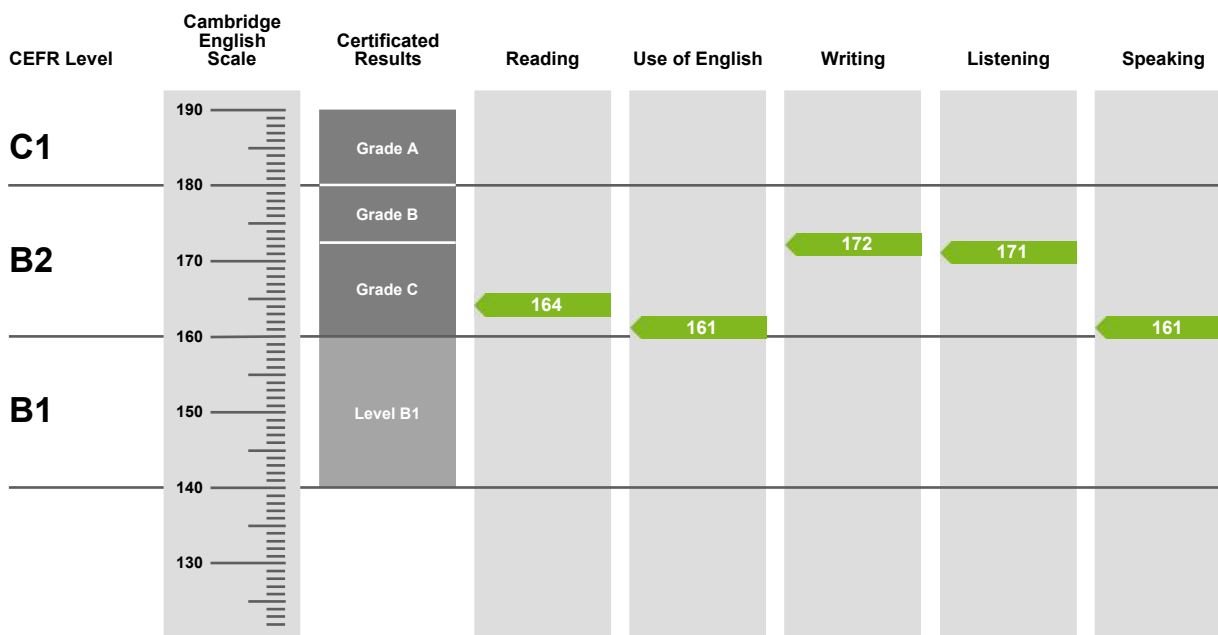 CEFR Level
Cambridge
English
Scale
Certificated
Results
Reading
Use of English
Writing
Listening
Speaking
190
C1
Grade A
180
Grade B
172
171
B2
170
Grade C
164
161
161
160
B1
150
Level B1
140
130